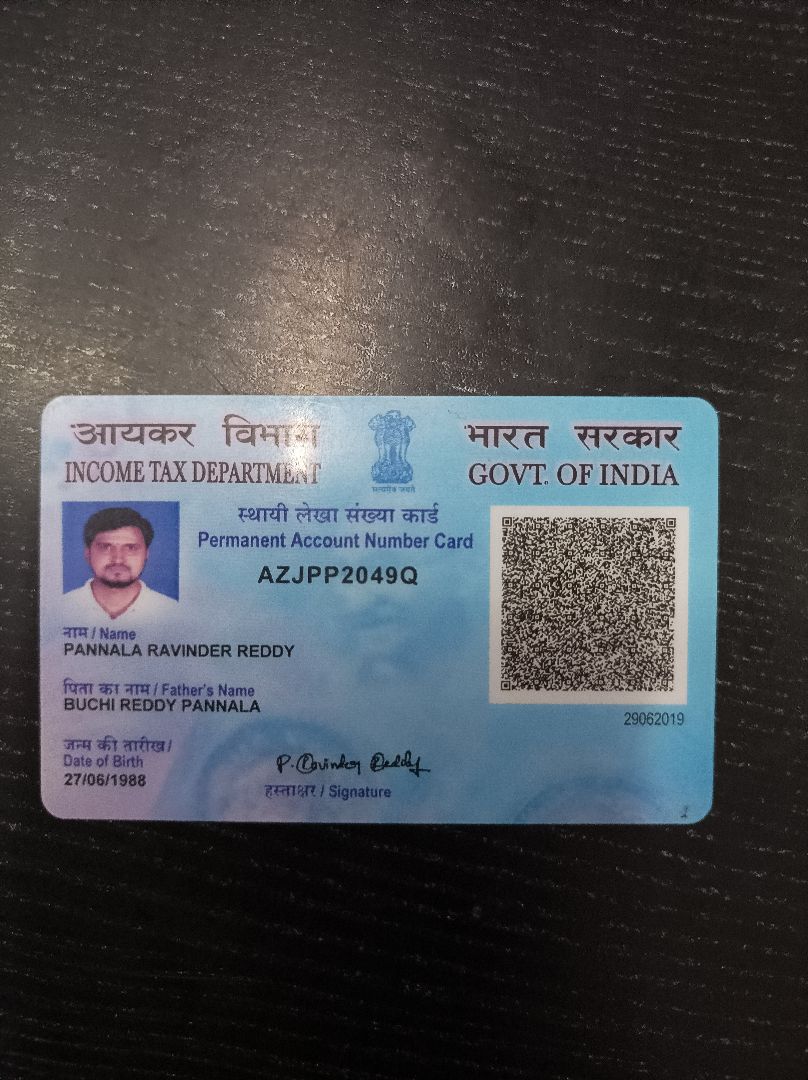 आयकर विभाग
INCOME TAX DEPARTMENT
सत्यमेव जयते
भारत सरकार
GOVT. OF INDIA
स्थायी लेखा संख्या कार्ड
Permanent Account Number Card
AZJPP2049Q
नाम / Name
PANNALA RAVINDER REDDY
पिता का नाम / Father's Name
BUCHI REDDY PANNALA
जन्म की तारीख /
Date of Birth
27/06/1988
P. Ravinder Reddy
हस्ताक्षर / Signature
29062019